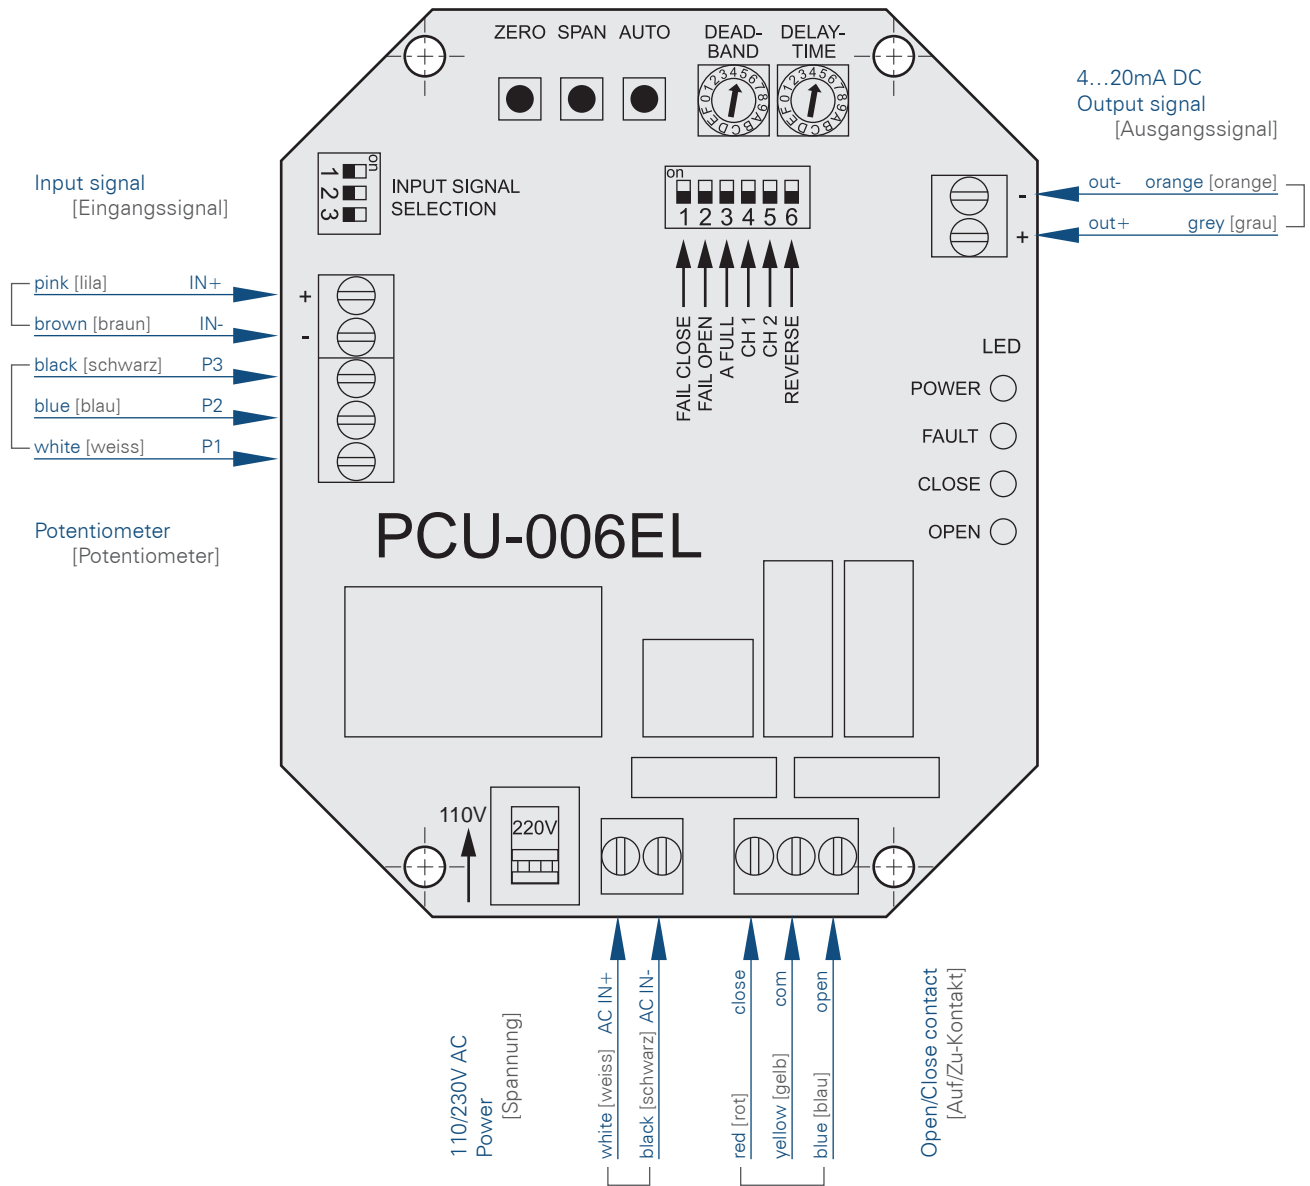 ZERO SPAN AUTO
DEAD-
BAND
DELAY-
TIME
0123456789ABCDEF
0123456789ABCDEF
4...20mA DC
Output signal
[Ausgangssignal]
on
1
2
3
INPUT SIGNAL
SELECTION
on
1 2 3 4 5 6
FAIL CLOSE
FAIL OPEN
A FULL
CH 1
CH 2
REVERSE
out- orange [orange]
-
out+ grey [grau]
+
Input signal
[Eingangssignal]
pink [lila] IN+
+
brown [braun] IN-
-
black [schwarz] P3
blue [blau] P2
white [weiss] P1
Potentiometer
[Potentiometer]
LED
POWER
FAULT
CLOSE
OPEN
PCU-006EL
110V
220V
110/230V AC
Power
[Spannung]
white [weiss] AC IN+
black [schwarz] AC IN-
red [rot] close
yellow [gelb] com
blue [blau] open
Open/Close contact
[Auf/Zu-Kontakt]